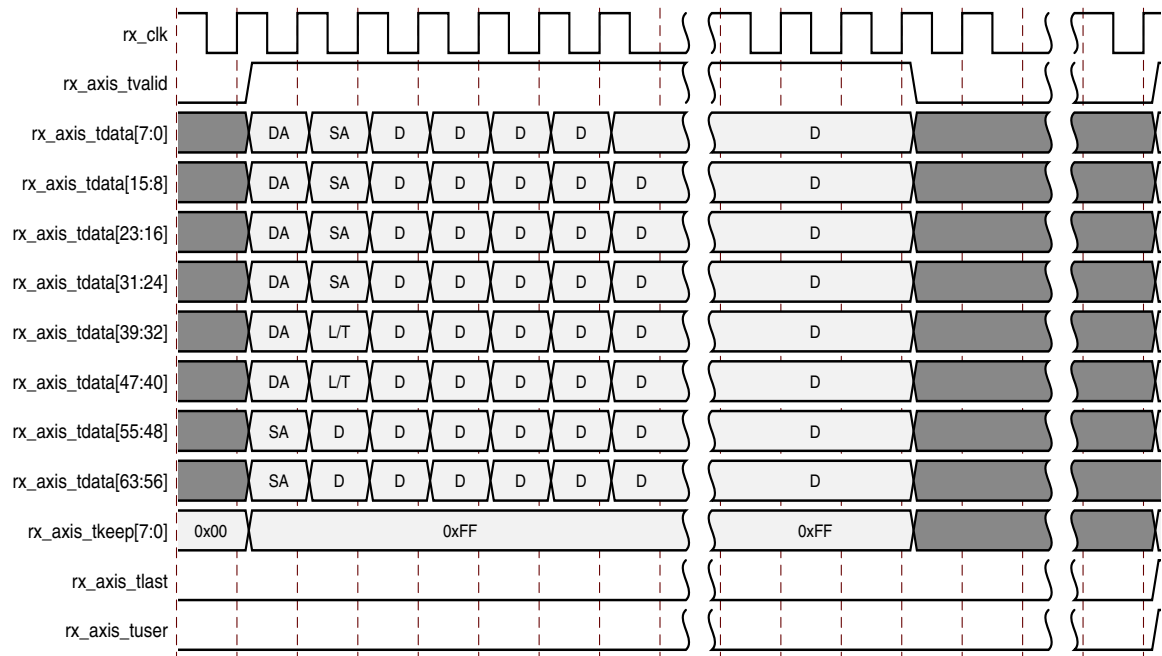 rx_clk
rx_axis_tvalid
rx_axis_tdata[7:0] DA SA D D D D D
rx_axis_tdata[15:8] DA SA D D D D D D
rx_axis_tdata[23:16] DA SA D D D D D D
rx_axis_tdata[31:24] DA SA D D D D D D
rx_axis_tdata[39:32] DA L/T D D D D D D
rx_axis_tdata[47:40] DA L/T D D D D D D
rx_axis_tdata[55:48] SA D D D D D D D
rx_axis_tdata[63:56] SA D D D D D D D
rx_axis_tkeep[7:0] 0x00 0xFF 0xFF
rx_axis_tlast
rx_axis_tuser